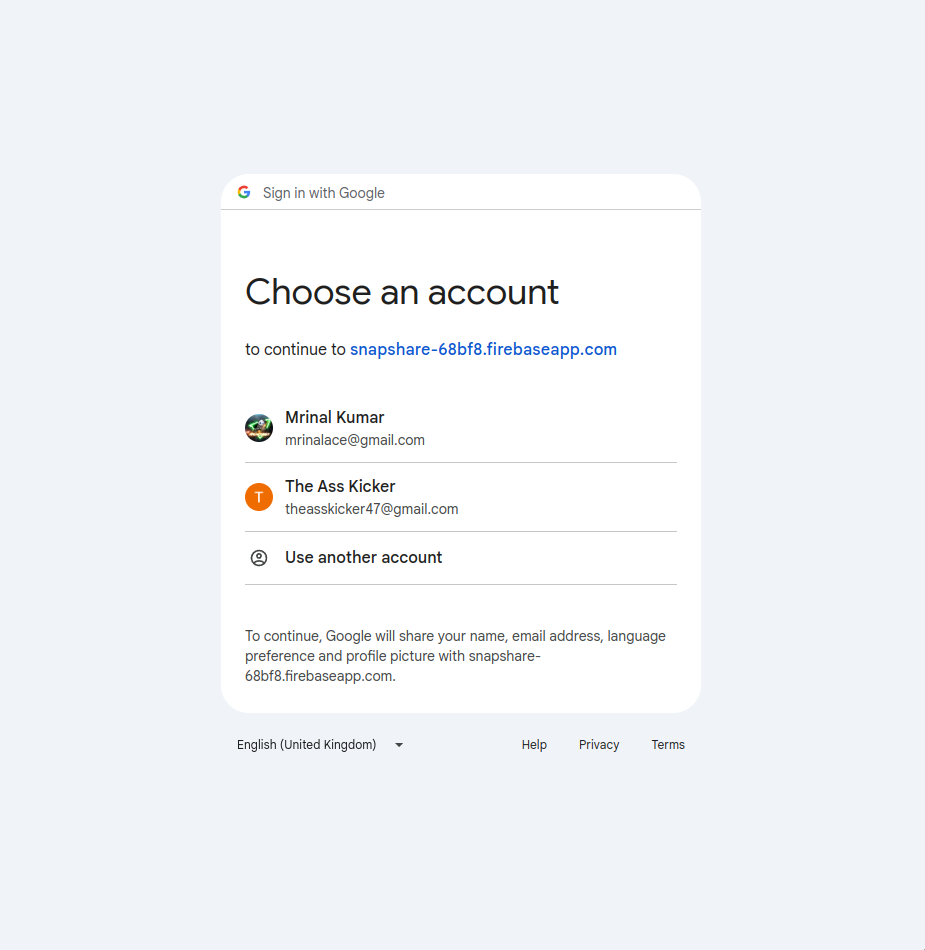 Sign in with Google
Choose an account
to continue to snapshare-68bf8.firebaseapp.com
Mrinal Kumar
mrinalace@gmail.com
T
The Ass Kicker
theasskicker47@gmail.com
Use another account
To continue, Google will share your name, email address, language
preference and profile picture with snapshare-
68bf8.firebaseapp.com.
English (United Kingdom)
Help
Privacy
Terms